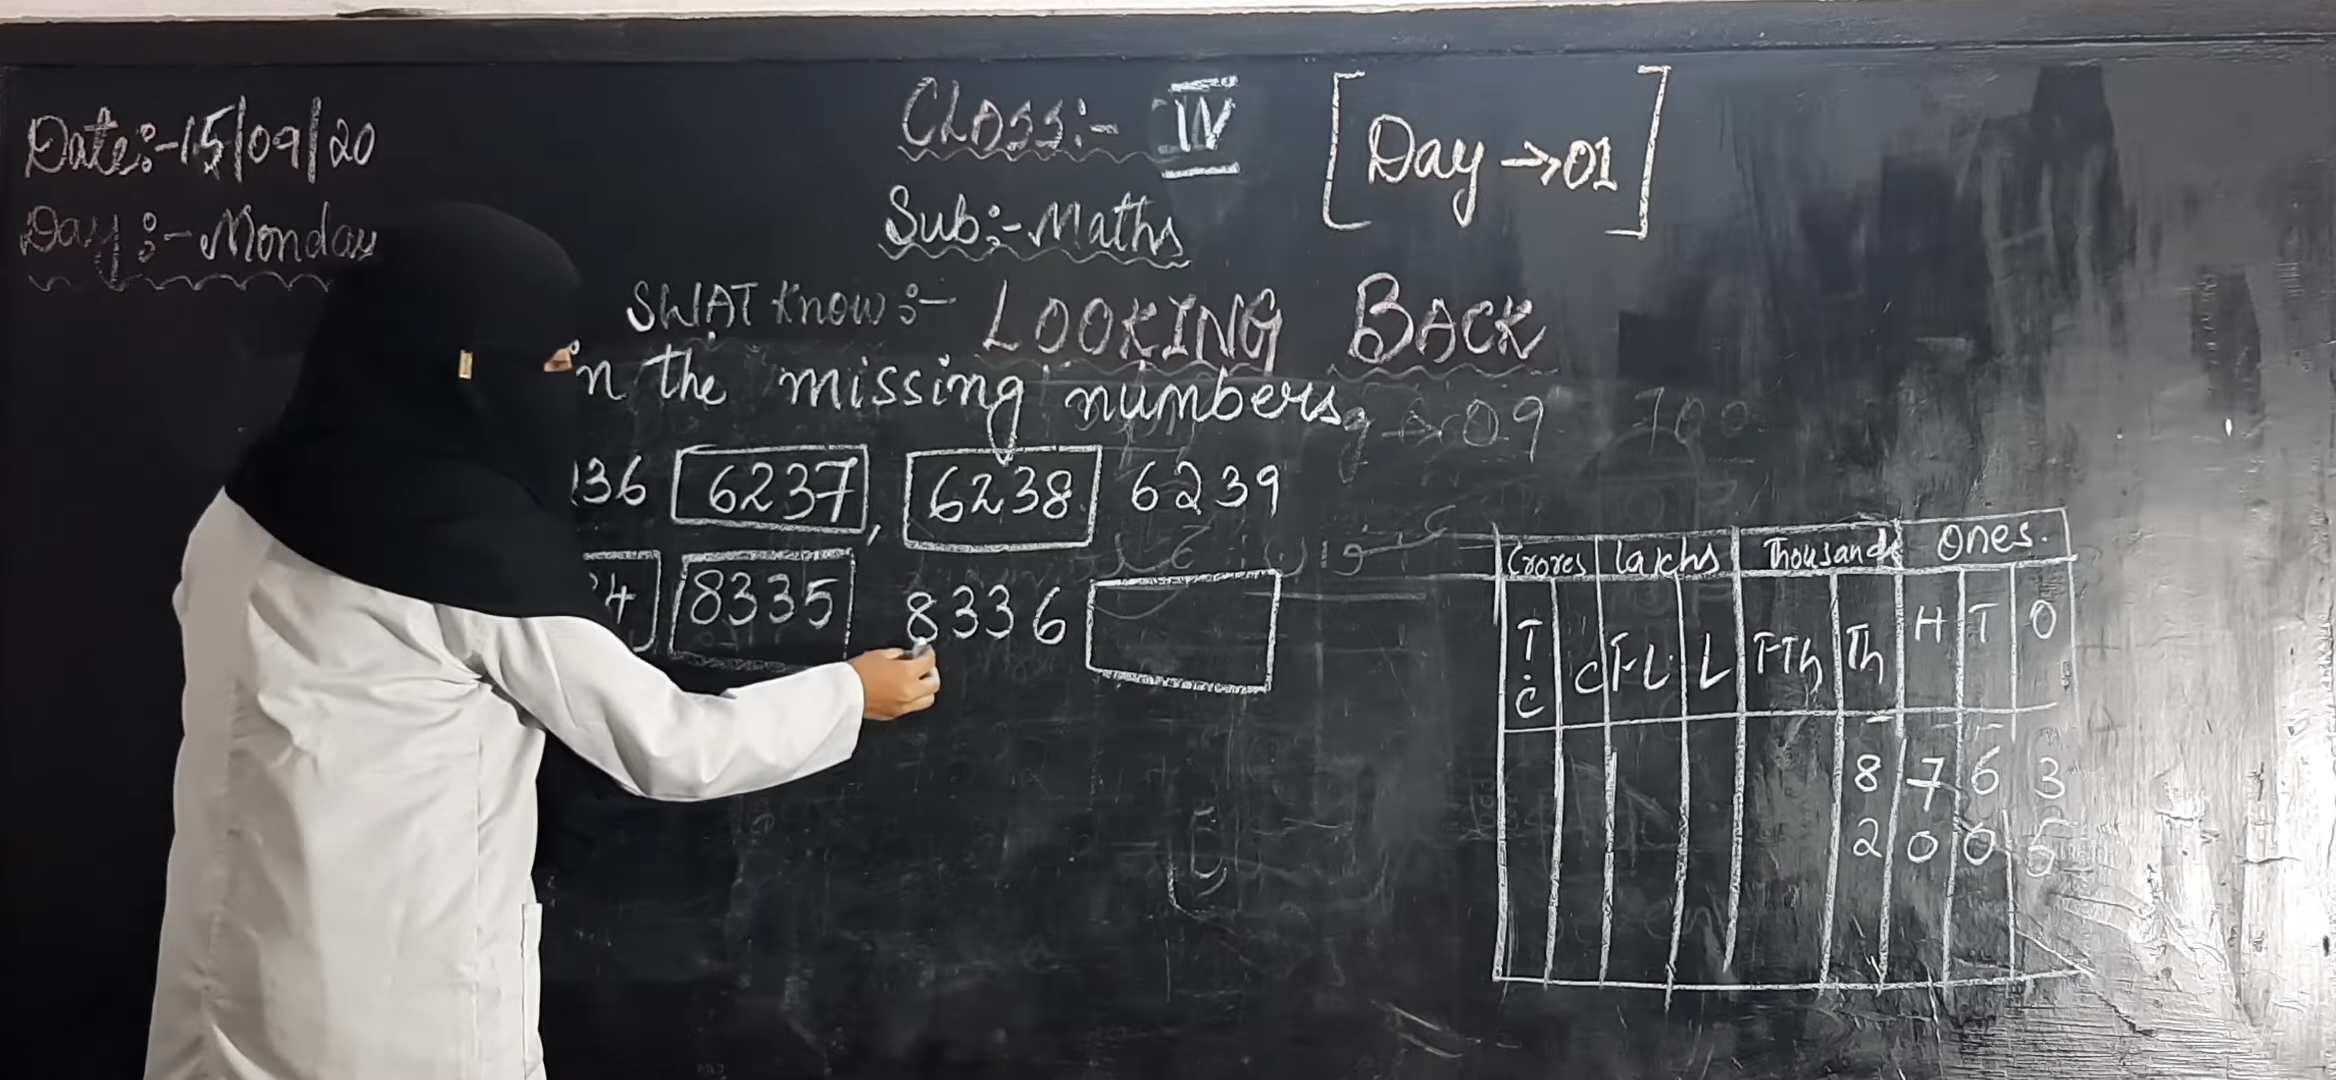 Date:-15/09/20
Day:-Monday
Class:- IV
[Day →01]
Sub:-Maths
SWAT Know:- LOOKING BACK
in the missing numbers,
36 6237, 6238 6239
4 8335 8336
Crores Lakhs Thousands Ones.
T.C C T-L L T-Th Th H T O
8 7 6 3
2 0 0 5